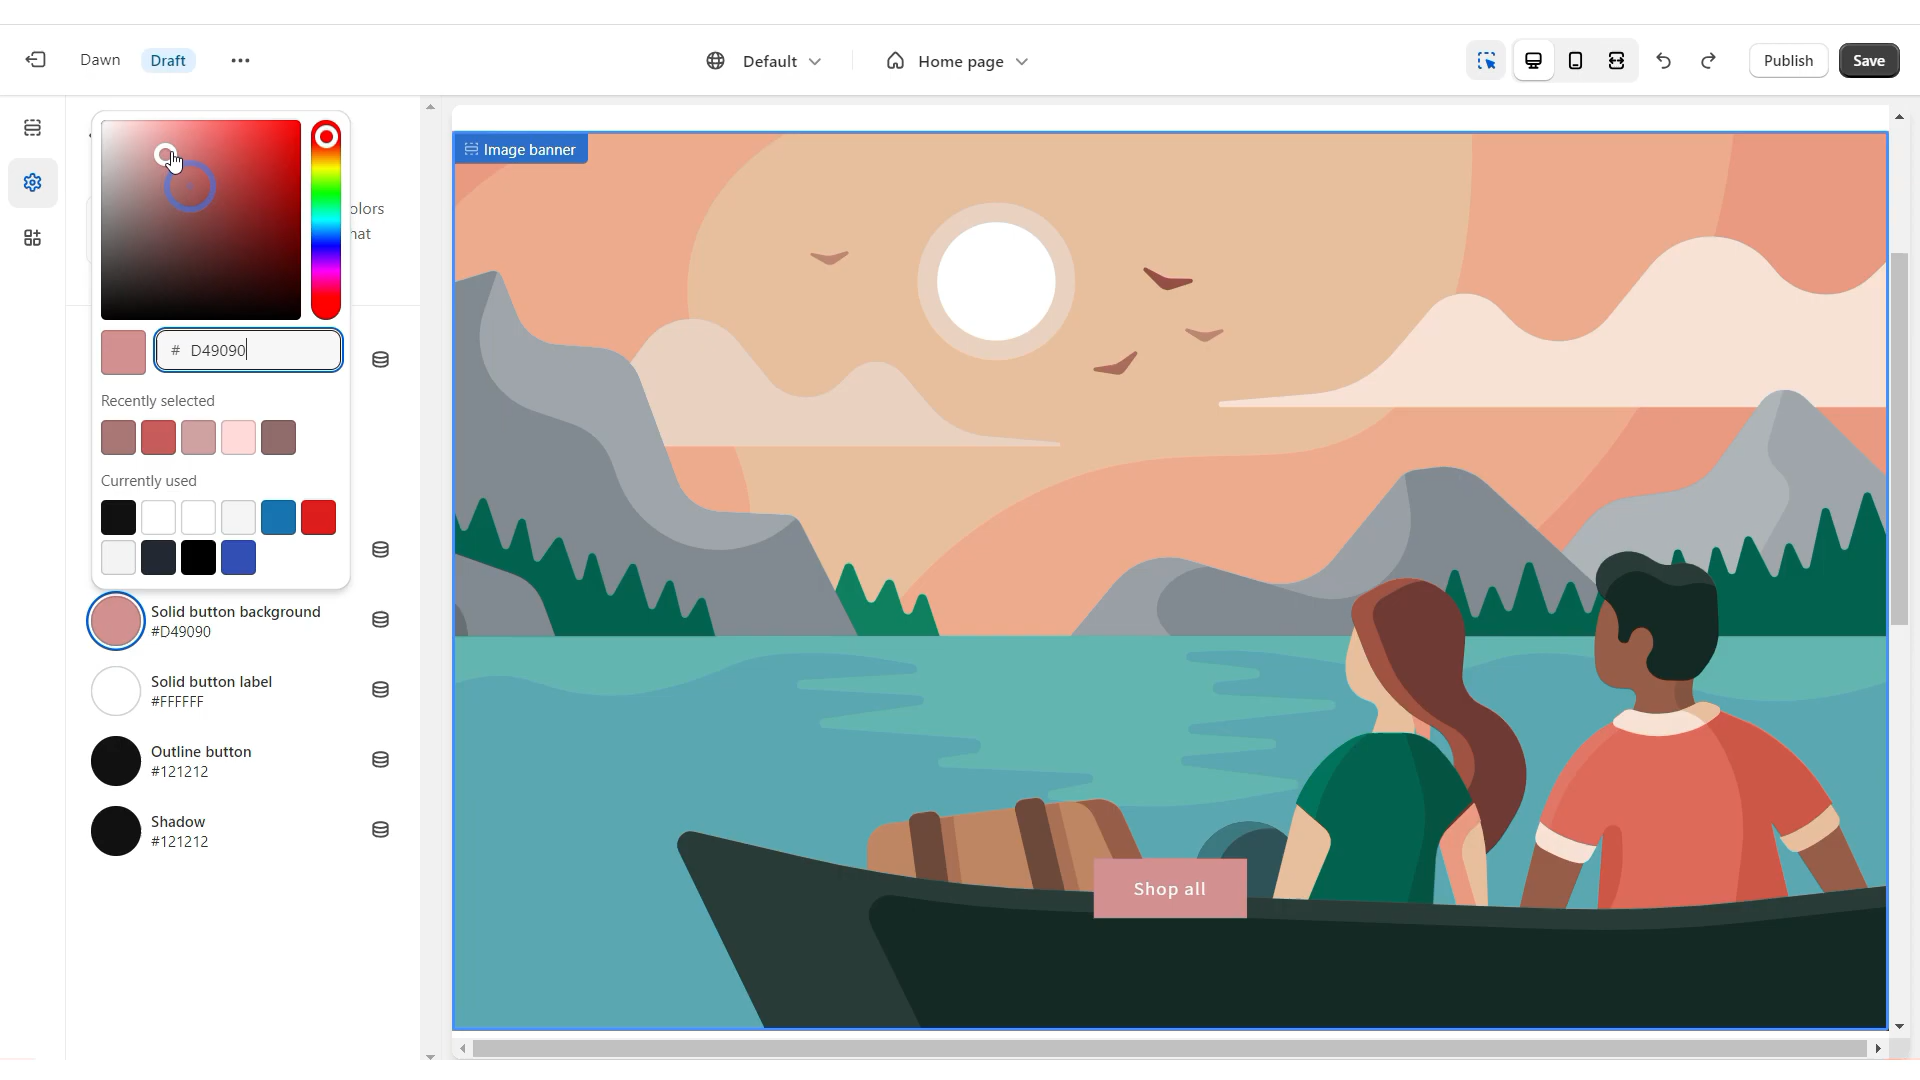 Dawn Draft Default Home page Publish Save
Image banner
olors
hat
# D49090
Recently selected
Currently used
Solid button background
#D49090
Solid button label
#FFFFFF
Outline button
#121212
Shadow
#121212
Shop all